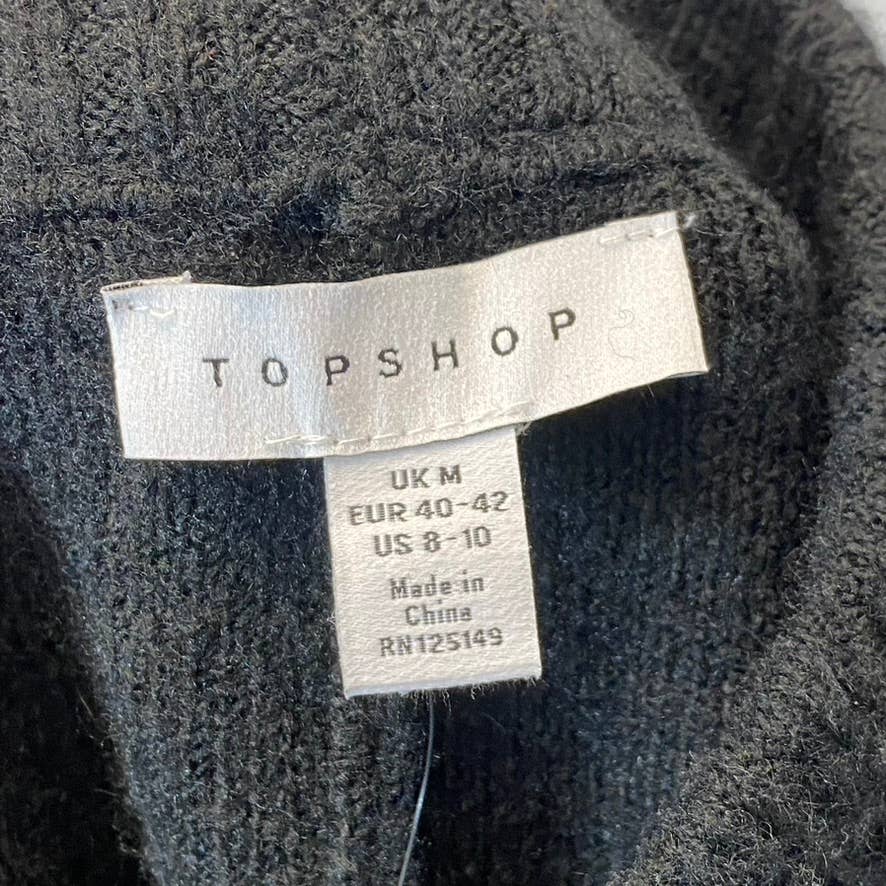 TOPSHOP
UK M
EUR 40-42
US 8-10
Made in
China
RN125149